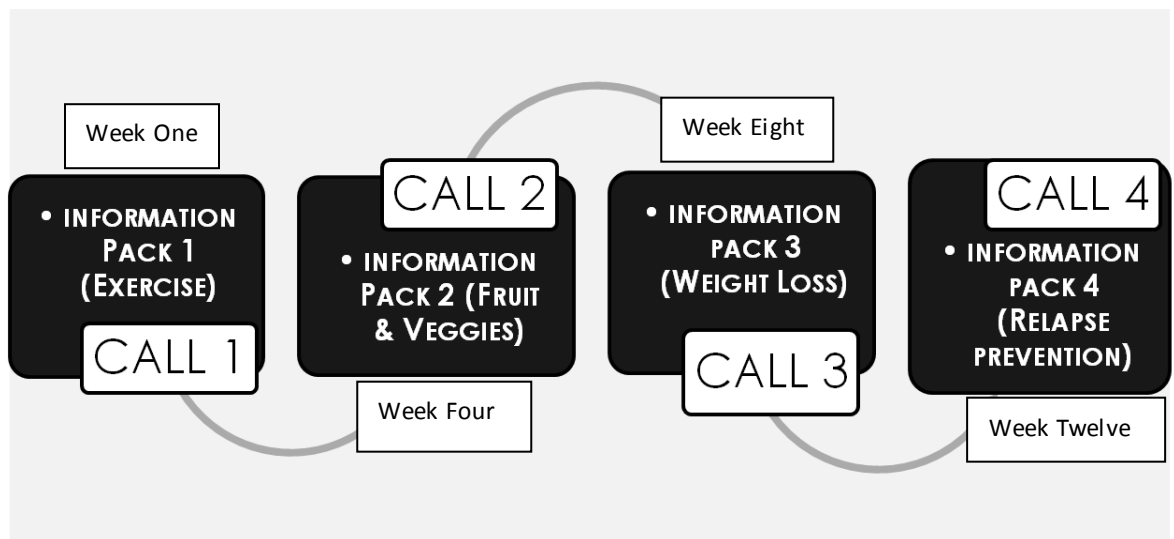 Week One
• INFORMATION
PACK 1
(EXERCISE)
CALL 1
CALL 2
• INFORMATION
PACK 2 (FRUIT
& VEGGIES)
Week Four
Week Eight
• INFORMATION
PACK 3
(WEIGHT LOSS)
CALL 3
CALL 4
• INFORMATION
PACK 4
(RELAPSE
PREVENTION)
Week Twelve